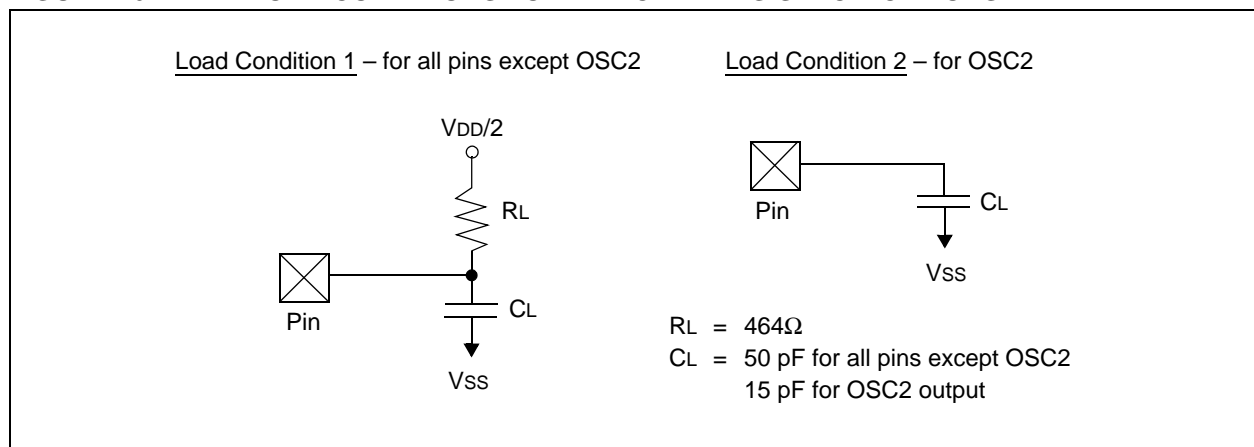 Load Condition 1 – for all pins except OSC2
VDD/2
RL
Pin
CL
VSS
Load Condition 2 – for OSC2
Pin
CL
VSS
RL = 464Ω
CL = 50 pF for all pins except OSC2
15 pF for OSC2 output